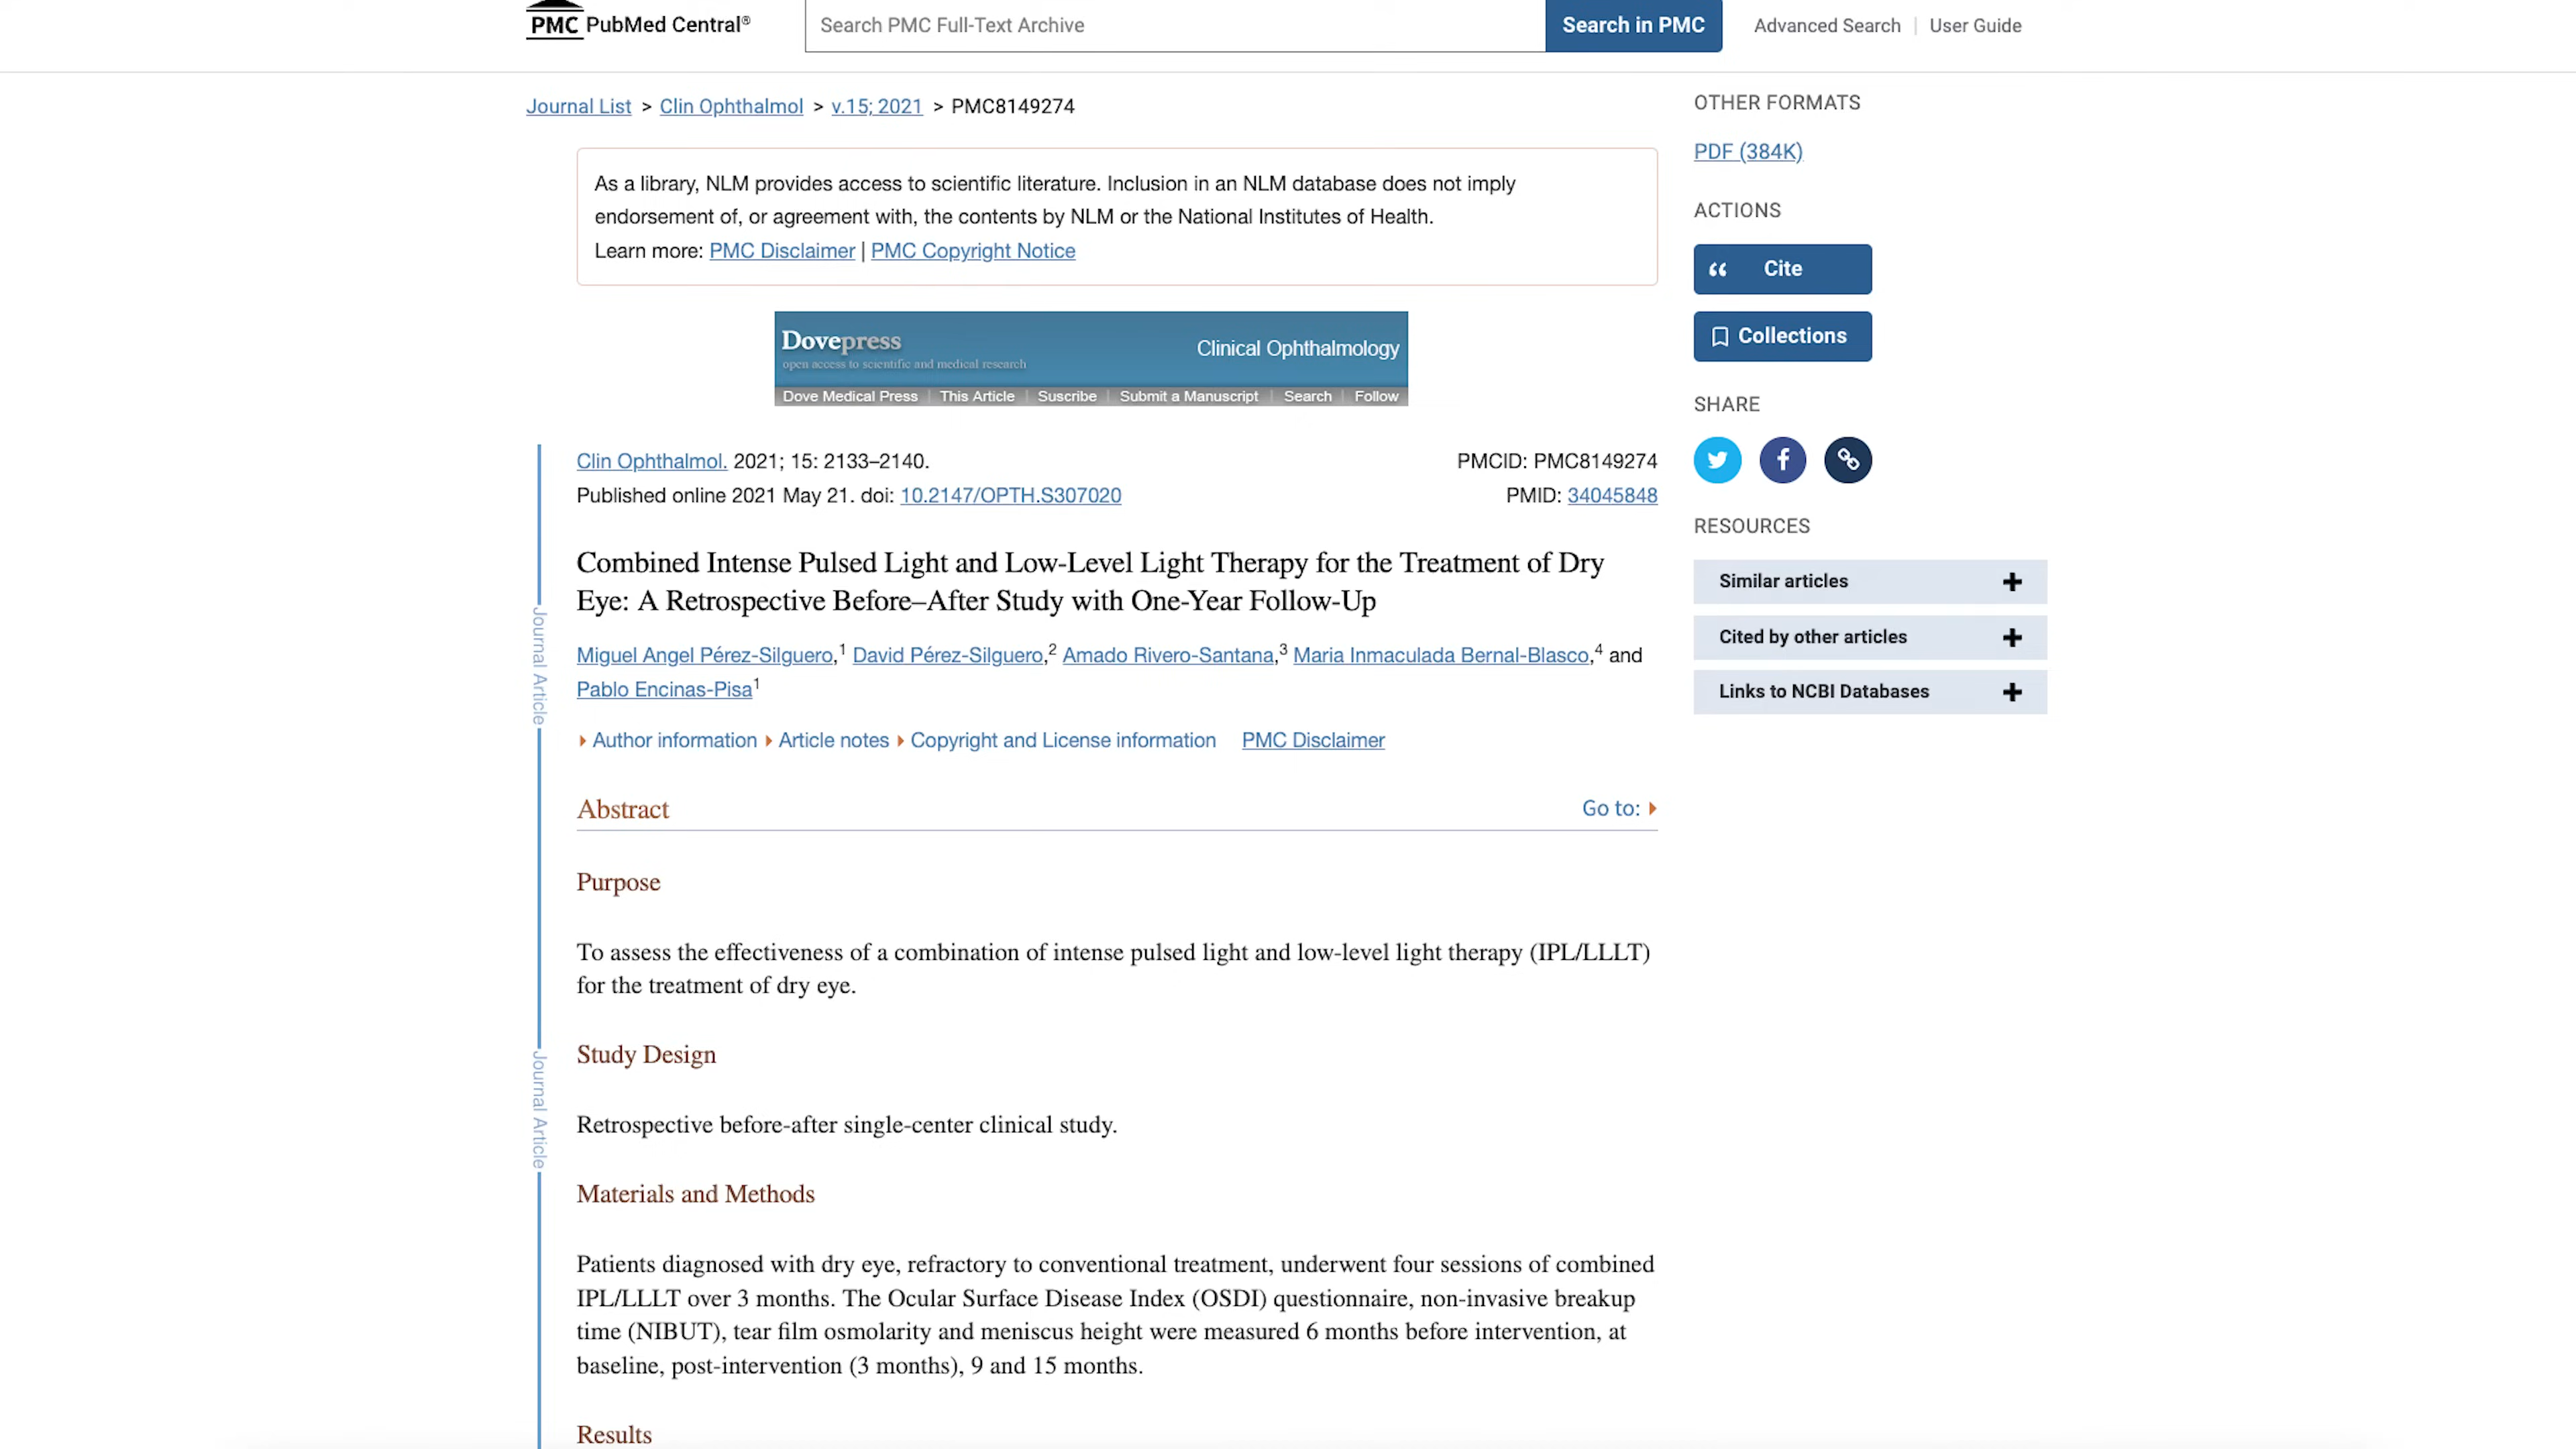 PMC PubMed Central®
Search PMC Full-Text Archive
Search in PMC
Advanced Search | User Guide
Journal List > Clin Ophthalmol > v.15; 2021 > PMC8149274
As a library, NLM provides access to scientific literature. Inclusion in an NLM database does not imply
endorsement of, or agreement with, the contents by NLM or the National Institutes of Health.
Learn more: PMC Disclaimer | PMC Copyright Notice
Dovepress
open access to scientific and medical research
Clinical Ophthalmology
Dove Medical Press | This Article | Suscribe | Submit a Manuscript | Search | Follow
Clin Ophthalmol. 2021; 15: 2133–2140.
Published online 2021 May 21. doi: 10.2147/OPTH.S307020
PMCID: PMC8149274
PMID: 34045848
Combined Intense Pulsed Light and Low-Level Light Therapy for the Treatment of Dry
Eye: A Retrospective Before–After Study with One-Year Follow-Up
Miguel Angel Pérez-Silguero,1 David Pérez-Silguero,2 Amado Rivero-Santana,3 Maria Inmaculada Bernal-Blasco,4 and
Pablo Encinas-Pisa1
Author information Article notes Copyright and License information PMC Disclaimer
Abstract
Go to:
Purpose
To assess the effectiveness of a combination of intense pulsed light and low-level light therapy (IPL/LLLT)
for the treatment of dry eye.
Study Design
Retrospective before-after single-center clinical study.
Materials and Methods
Patients diagnosed with dry eye, refractory to conventional treatment, underwent four sessions of combined
IPL/LLLT over 3 months. The Ocular Surface Disease Index (OSDI) questionnaire, non-invasive breakup
time (NIBUT), tear film osmolarity and meniscus height were measured 6 months before intervention, at
baseline, post-intervention (3 months), 9 and 15 months.
Results
Journal Article
Journal Article
OTHER FORMATS
PDF (384K)
ACTIONS
Cite
Collections
SHARE
RESOURCES
Similar articles
Cited by other articles
Links to NCBI Databases